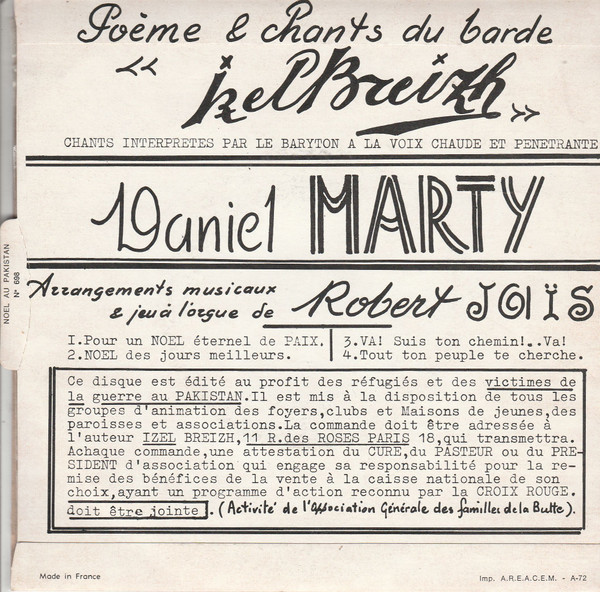 Poème & chants du barde
« Izel Breizh »
CHANTS INTERPRETES PAR LE BARYTON A LA VOIX CHAUDE ET PENETRANTE
Daniel MARTY
Arrangements musicaux
& jeu à l'orgue de Robert JOÏS
I.Pour un NOEL éternel de PAIX.
2.NOEL des jours meilleurs.
3.VA! Suis ton chemin!..Va!
4.Tout ton peuple te cherche.
Ce disque est édité au profit des réfugiés et des victimes de
la guerre au PAKISTAN.Il est mis à la disposition de tous les
groupes d'animation des foyers,clubs et Maisons de jeunes,des
paroisses et associations.La commande doit être adressée à
l'auteur IZEL BREIZH,11 R.des ROSES PARIS 18,qui transmettra.
Achaque commande,une attestation du CURE,du PASTEUR ou du PRE-
SIDENT d'association qui engage sa responsabilité pour la re-
mise des bénéfices de la vente à la caisse nationale de son
choix,ayant un programme d'action reconnu par la CROIX ROUGE.
doit être jointe . (Activité de l'Association Générale des familles de la Butte).
NOEL AU PAKISTAN
N° 698
Made in France
Imp. A.R.E.A.C.E.M. - A-72